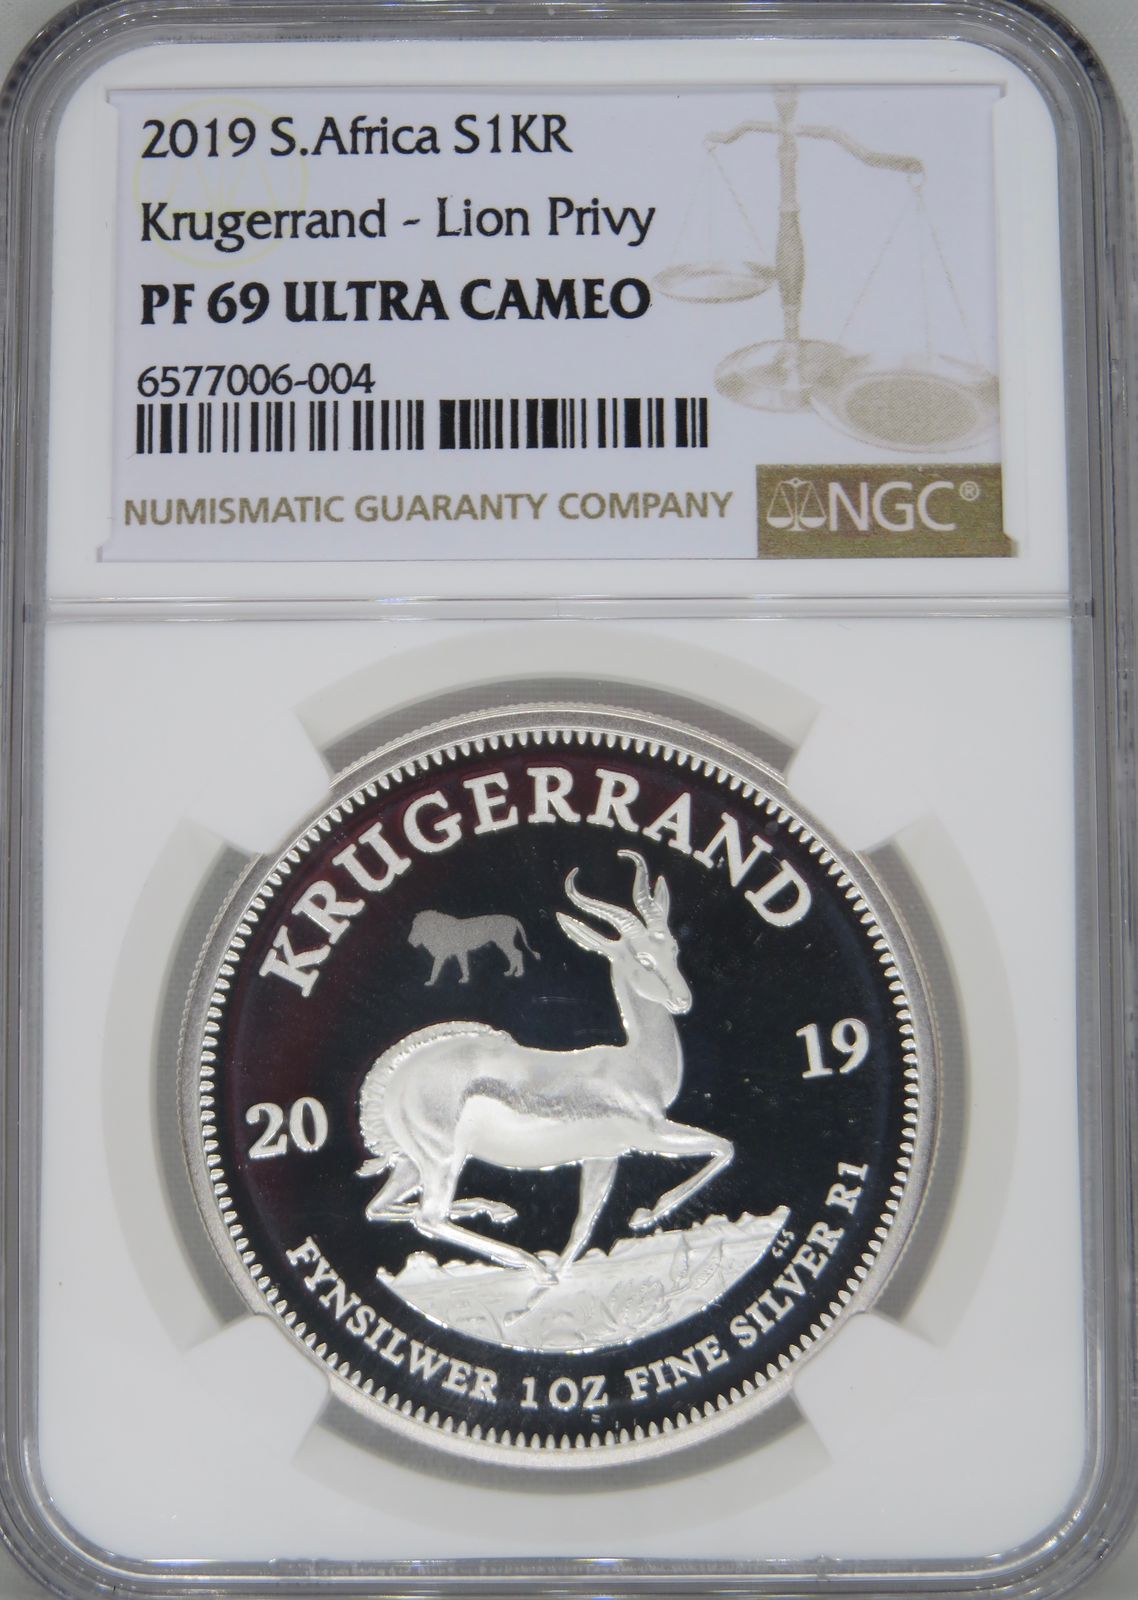 2019 S.Africa S1KR
Krugerrand - Lion Privy
PF 69 ULTRA CAMEO
6577006-004
NUMISMATIC GUARANTY COMPANY
NGC®
KRUGERRAND
20 19
FYNSILWER 1 OZ FINE SILVER R1
CLS